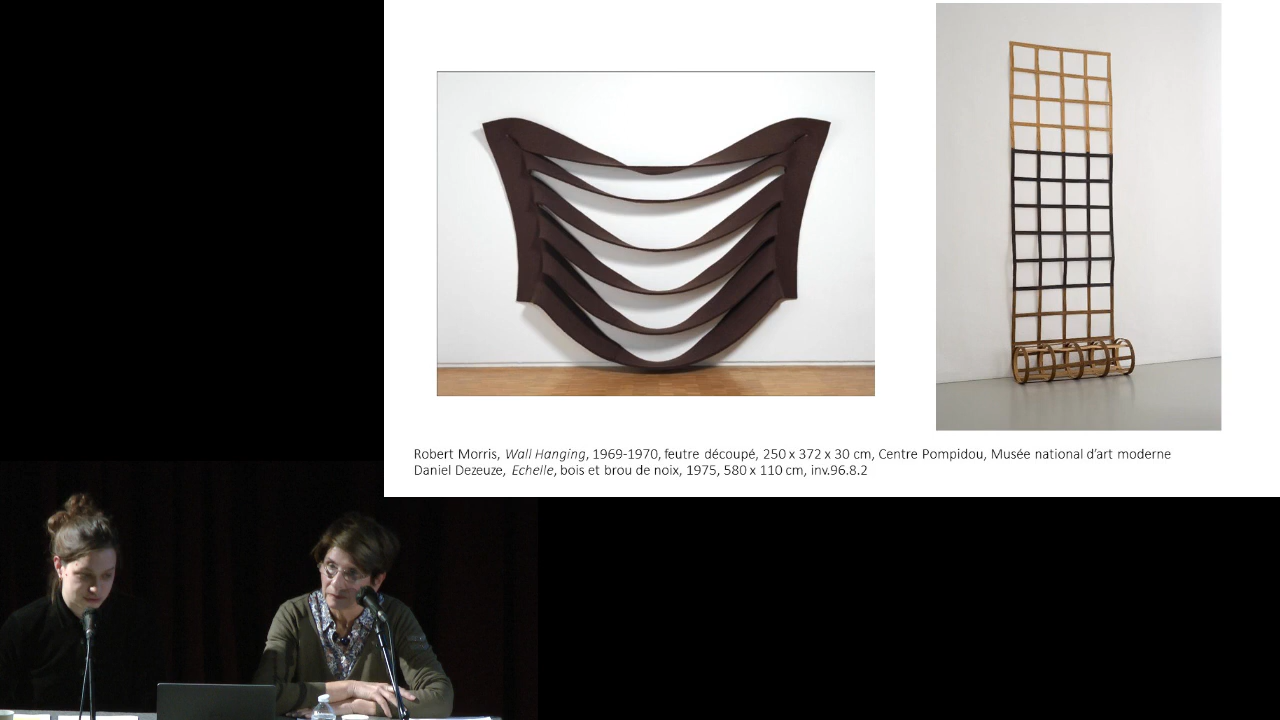 Robert Morris, Wall Hanging, 1969-1970, feutre découpé, 250 x 372 x 30 cm, Centre Pompidou, Musée national d'art moderne
Daniel Dezeuze, Echelle, bois et brou de noix, 1975, 580 x 110 cm, inv.96.8.2